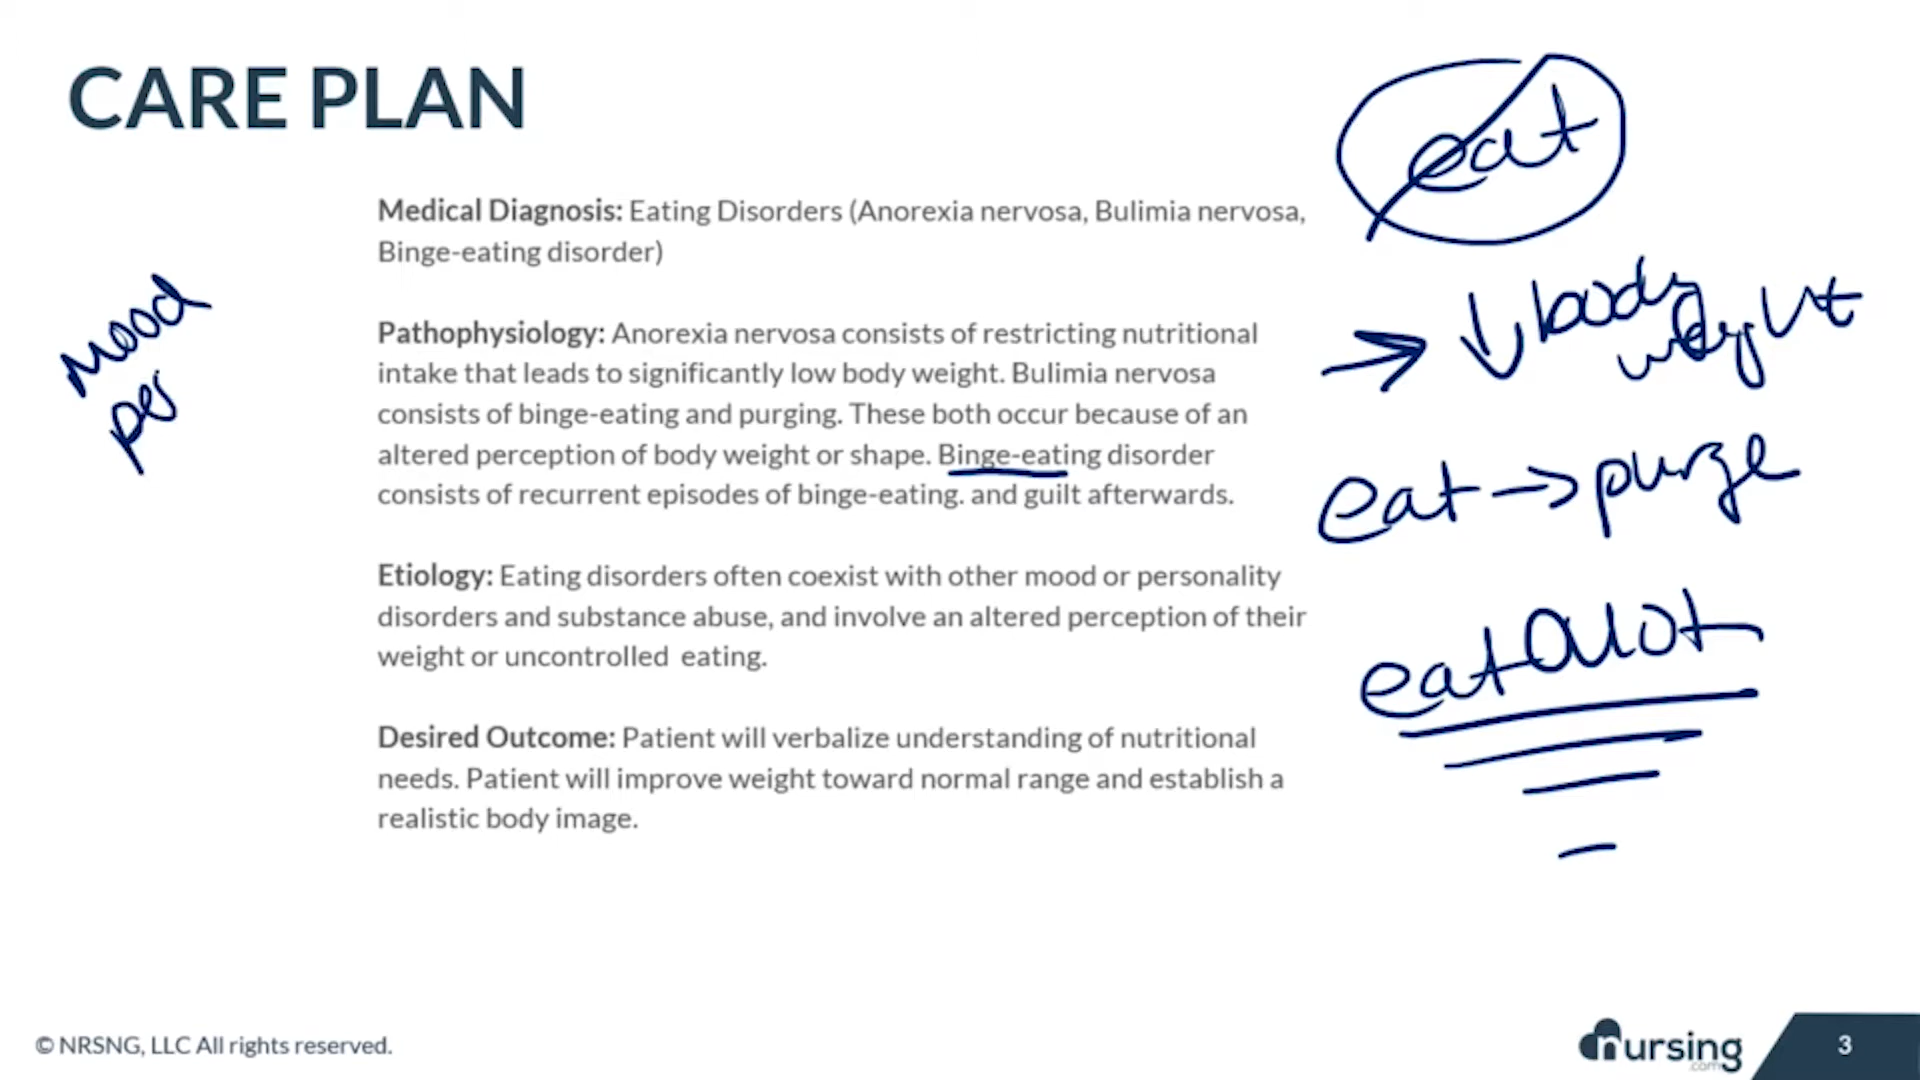 CARE PLAN
Medical Diagnosis: Eating Disorders (Anorexia nervosa, Bulimia nervosa,
Binge-eating disorder)
Pathophysiology: Anorexia nervosa consists of restricting nutritional
intake that leads to significantly low body weight. Bulimia nervosa
consists of binge-eating and purging. These both occur because of an
altered perception of body weight or shape. Binge-eating disorder
consists of recurrent episodes of binge-eating. and guilt afterwards.
Etiology: Eating disorders often coexist with other mood or personality
disorders and substance abuse, and involve an altered perception of their
weight or uncontrolled eating.
Desired Outcome: Patient will verbalize understanding of nutritional
needs. Patient will improve weight toward normal range and establish a
realistic body image.
mood
per
eat
→ ↓ body
weight
eat → purge
eat alot
© NRSNG, LLC All rights reserved.
nursing
.com
3